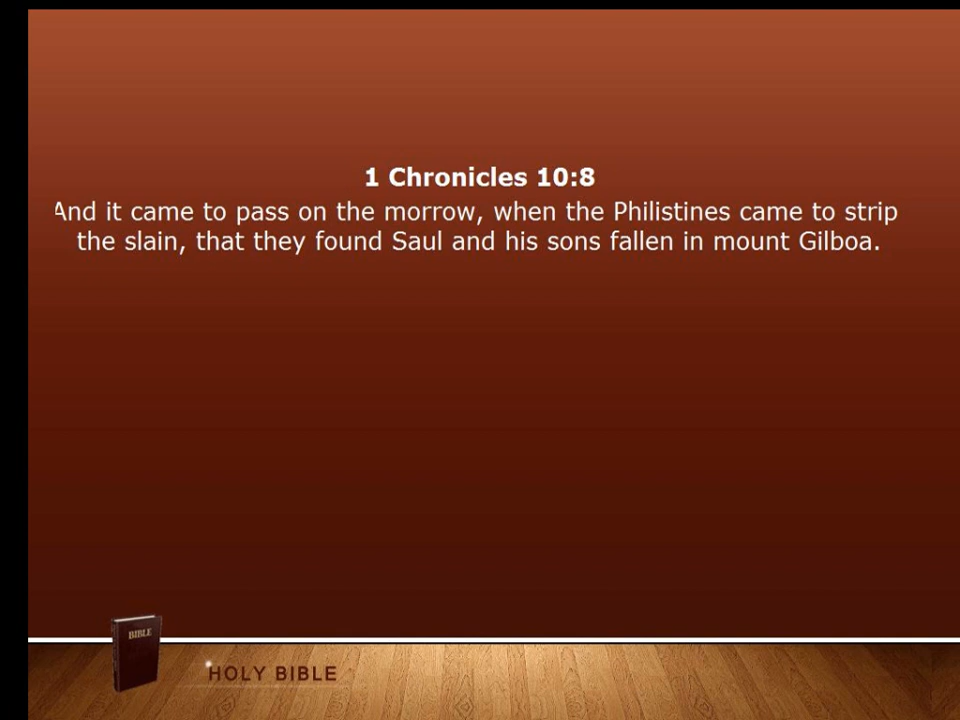 1 Chronicles 10:8
And it came to pass on the morrow, when the Philistines came to strip
the slain, that they found Saul and his sons fallen in mount Gilboa.
BIBLE
HOLY BIBLE